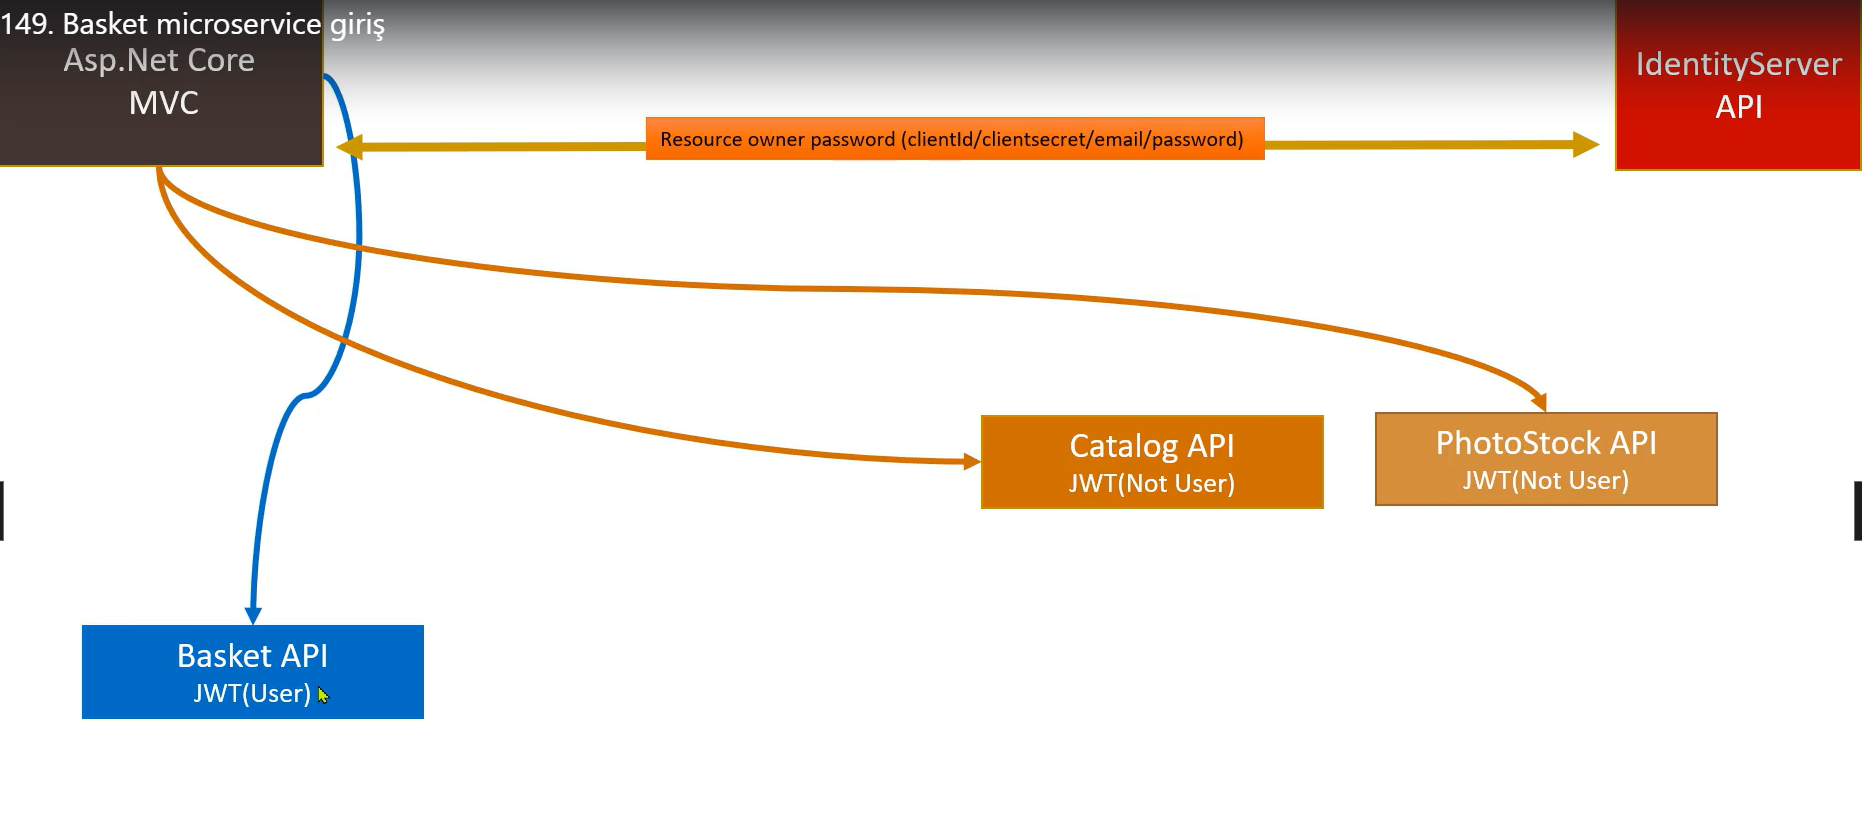 149. Basket microservice giriş
Asp.Net Core
MVC
Resource owner password (clientId/clientsecret/email/password)
IdentityServer
API
Catalog API
JWT(Not User)
PhotoStock API
JWT(Not User)
Basket API
JWT(User)